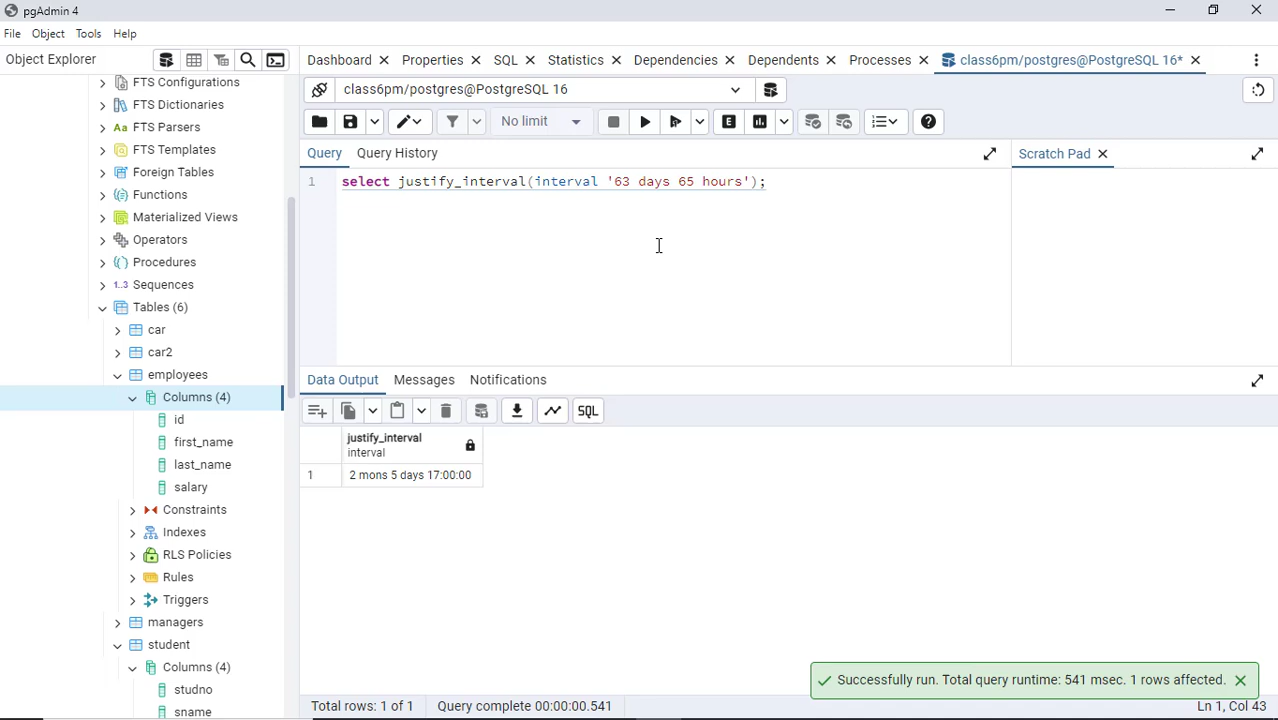 pgAdmin 4
File Object Tools Help
Object Explorer
FTS Configurations
FTS Dictionaries
Aa FTS Parsers
FTS Templates
Foreign Tables
Functions
Materialized Views
Operators
Procedures
1..3 Sequences
Tables (6)
car
car2
employees
Columns (4)
id
first_name
last_name
salary
Constraints
Indexes
RLS Policies
Rules
Triggers
managers
student
Columns (4)
studno
sname
Dashboard Properties SQL Statistics Dependencies Dependents Processes class6pm/postgres@PostgreSQL 16*
class6pm/postgres@PostgreSQL 16
No limit E
Query Query History
Scratch Pad
1 select justify_interval(interval '63 days 65 hours');
Data Output Messages Notifications
SQL
justify_interval
interval
1 2 mons 5 days 17:00:00
Successfully run. Total query runtime: 541 msec. 1 rows affected.
Total rows: 1 of 1 Query complete 00:00:00.541 Ln 1, Col 43